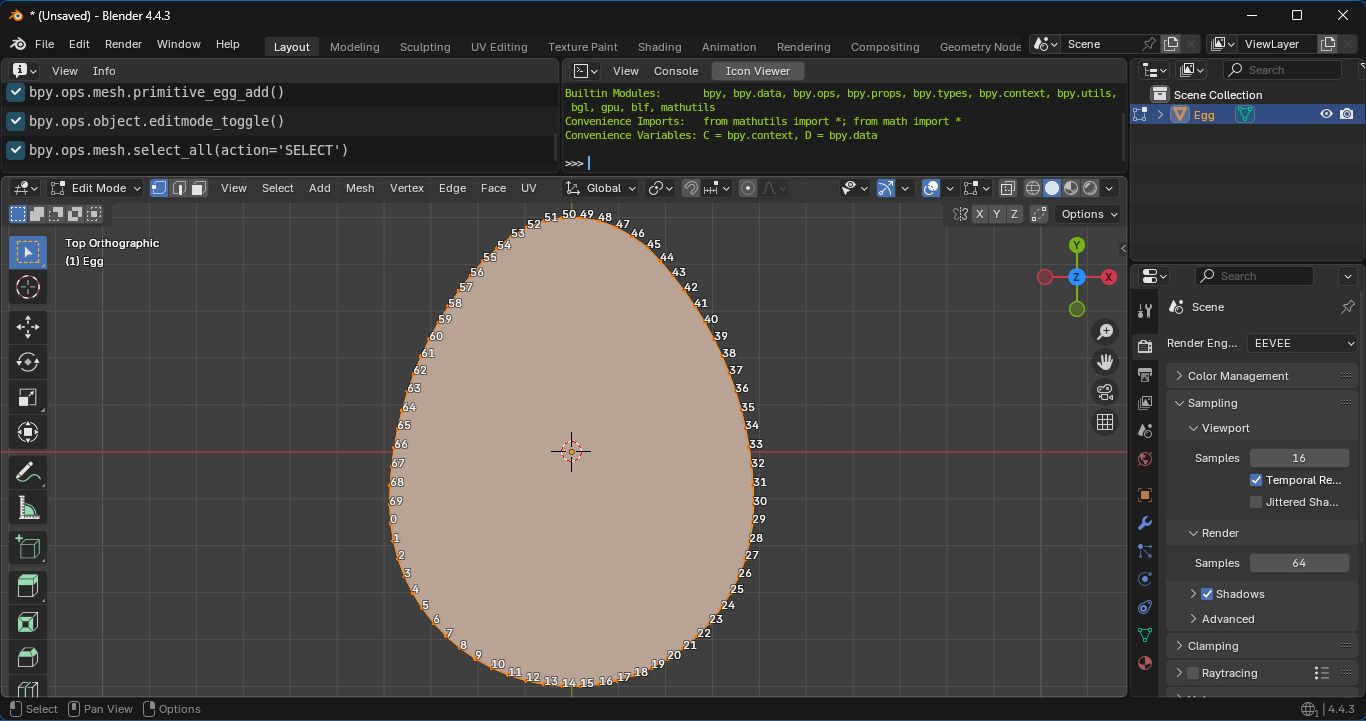 * (Unsaved) - Blender 4.4.3
File Edit Render Window Help Layout Modeling Sculpting UV Editing Texture Paint Shading Animation Rendering Compositing Geometry Node Scene ViewLayer
View Info
bpy.ops.mesh.primitive_egg_add()
bpy.ops.object.editmode_toggle()
bpy.ops.mesh.select_all(action='SELECT')
View Console Icon Viewer
Builtin Modules: bpy, bpy.data, bpy.ops, bpy.props, bpy.types, bpy.context, bpy.utils,
bgl, gpu, blf, mathutils
Convenience Imports: from mathutils import *; from math import *
Convenience Variables: C = bpy.context, D = bpy.data
>>>
Search
Scene Collection
Egg
Edit Mode View Select Add Mesh Vertex Edge Face UV Global
X Y Z Options
Top Orthographic
(1) Egg
Y
Z X
51 50 49 48
52 47
53 46
54 45
55 44
56 43
57 42
58 41
59 40
60 39
61 38
62 37
63 36
64 35
65 34
66 33
67 32
68 31
69 30
0 29
1 28
2 27
3 26
4 25
5 24
6 23
7 22
8 21
9 20
10 19
11 18
12 13 14 15 16 17
Search
Scene
Render Eng... EEVEE
Color Management
Sampling
Viewport
Samples 16
Temporal Re...
Jittered Sha...
Render
Samples 64
Shadows
Advanced
Clamping
Raytracing
Select Pan View Options
1 4.4.3